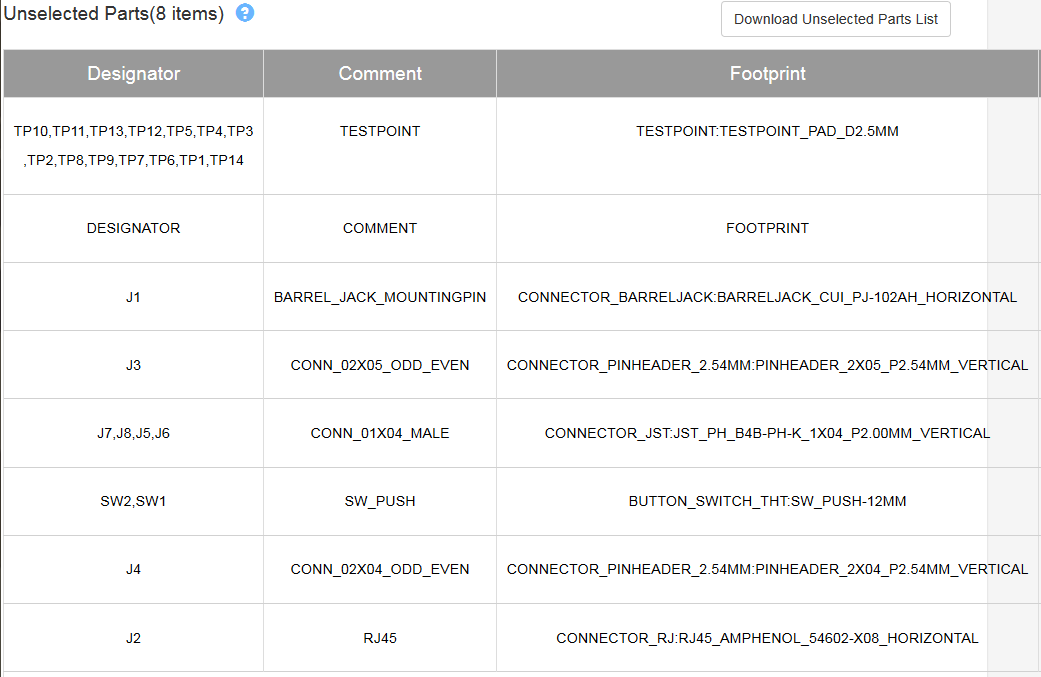 Unselected Parts(8 items) ?
Download Unselected Parts List
Designator Comment Footprint
TP10,TP11,TP13,TP12,TP5,TP4,TP3 TESTPOINT TESTPOINT:TESTPOINT_PAD_D2.5MM
,TP2,TP8,TP9,TP7,TP6,TP1,TP14
DESIGNATOR COMMENT FOOTPRINT
J1 BARREL_JACK_MOUNTINGPIN CONNECTOR_BARRELJACK:BARRELJACK_CUI_PJ-102AH_HORIZONTAL
J3 CONN_02X05_ODD_EVEN CONNECTOR_PINHEADER_2.54MM:PINHEADER_2X05_P2.54MM_VERTICAL
J7,J8,J5,J6 CONN_01X04_MALE CONNECTOR_JST:JST_PH_B4B-PH-K_1X04_P2.00MM_VERTICAL
SW2,SW1 SW_PUSH BUTTON_SWITCH_THT:SW_PUSH-12MM
J4 CONN_02X04_ODD_EVEN CONNECTOR_PINHEADER_2.54MM:PINHEADER_2X04_P2.54MM_VERTICAL
J2 RJ45 CONNECTOR_RJ:RJ45_AMPHENOL_54602-X08_HORIZONTAL